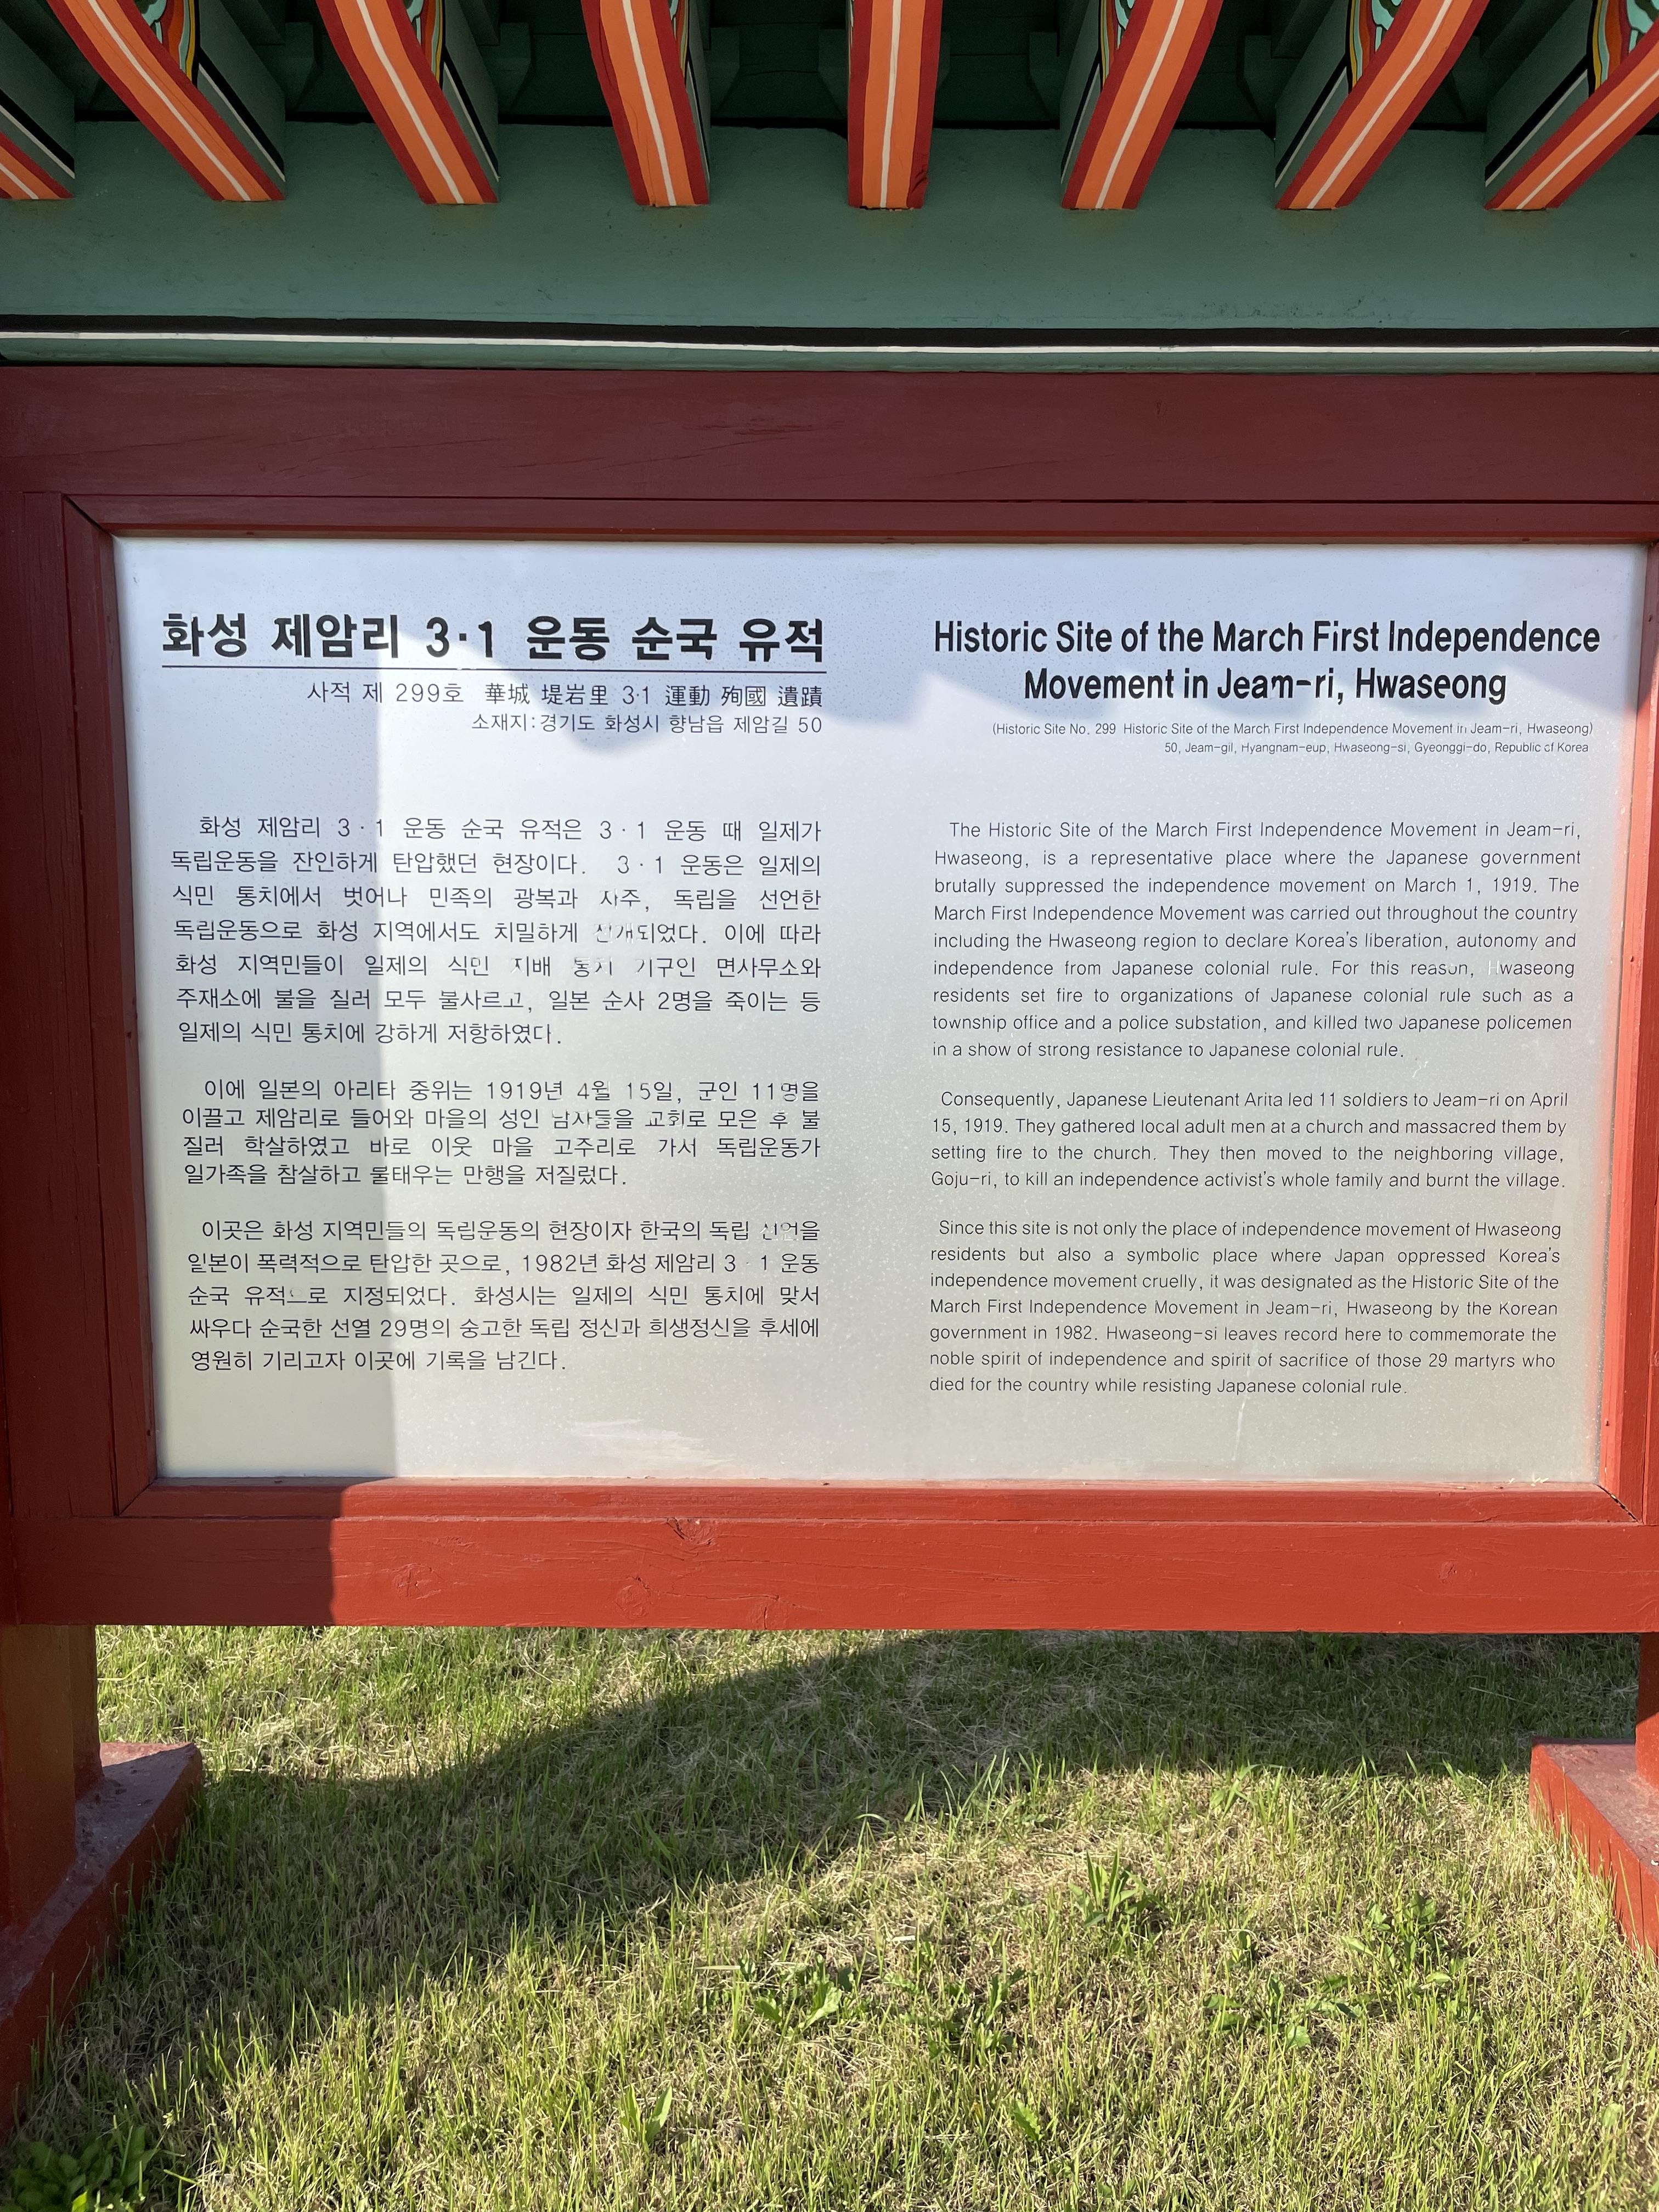 화성 제암리 3·1 운동 순국 유적
사적 제 299호 華城 堤岩里 3·1 運動 殉國 遺蹟
소재지:경기도 화성시 향남읍 제암길 50
화성 제암리 3·1 운동 순국 유적은 3·1 운동 때 일제가
독립운동을 잔인하게 탄압했던 현장이다. 3·1 운동은 일제의
식민 통치에서 벗어나 민족의 광복과 자주, 독립을 선언한
독립운동으로 화성 지역에서도 치밀하게 전개되었다. 이에 따라
화성 지역민들이 일제의 식민 지배 통치 기구인 면사무소와
주재소에 불을 질러 모두 불사르고, 일본 순사 2명을 죽이는 등
일제의 식민 통치에 강하게 저항하였다.
이에 일본의 아리타 중위는 1919년 4월 15일, 군인 11명을
이끌고 제암리로 들어와 마을의 성인 남자들을 교회로 모은 후 불
질러 학살하였고 바로 이웃 마을 고주리로 가서 독립운동가
일가족을 참살하고 불태우는 만행을 저질렀다.
이곳은 화성 지역민들의 독립운동의 현장이자 한국의 독립 선언을
일본이 폭력적으로 탄압한 곳으로, 1982년 화성 제암리 3·1 운동
순국 유적으로 지정되었다. 화성시는 일제의 식민 통치에 맞서
싸우다 순국한 선열 29명의 숭고한 독립 정신과 희생정신을 후세에
영원히 기리고자 이곳에 기록을 남긴다.
Historic Site of the March First Independence
Movement in Jeam-ri, Hwaseong
(Historic Site No. 299 Historic Site of the March First Independence Movement in Jeam-ri, Hwaseong)
50, Jeam-gil, Hyangnam-eup, Hwaseong-si, Gyeonggi-do, Republic of Korea
The Historic Site of the March First Independence Movement in Jeam-ri,
Hwaseong, is a representative place where the Japanese government
brutally suppressed the independence movement on March 1, 1919. The
March First Independence Movement was carried out throughout the country
including the Hwaseong region to declare Korea's liberation, autonomy and
independence from Japanese colonial rule. For this reason, Hwaseong
residents set fire to organizations of Japanese colonial rule such as a
township office and a police substation, and killed two Japanese policemen
in a show of strong resistance to Japanese colonial rule.
Consequently, Japanese Lieutenant Arita led 11 soldiers to Jeam-ri on April
15, 1919. They gathered local adult men at a church and massacred them by
setting fire to the church. They then moved to the neighboring village,
Goju-ri, to kill an independence activist's whole family and burnt the village.
Since this site is not only the place of independence movement of Hwaseong
residents but also a symbolic place where Japan oppressed Korea's
independence movement cruelly, it was designated as the Historic Site of the
March First Independence Movement in Jeam-ri, Hwaseong by the Korean
government in 1982. Hwaseong-si leaves record here to commemorate the
noble spirit of independence and spirit of sacrifice of those 29 martyrs who
died for the country while resisting Japanese colonial rule.